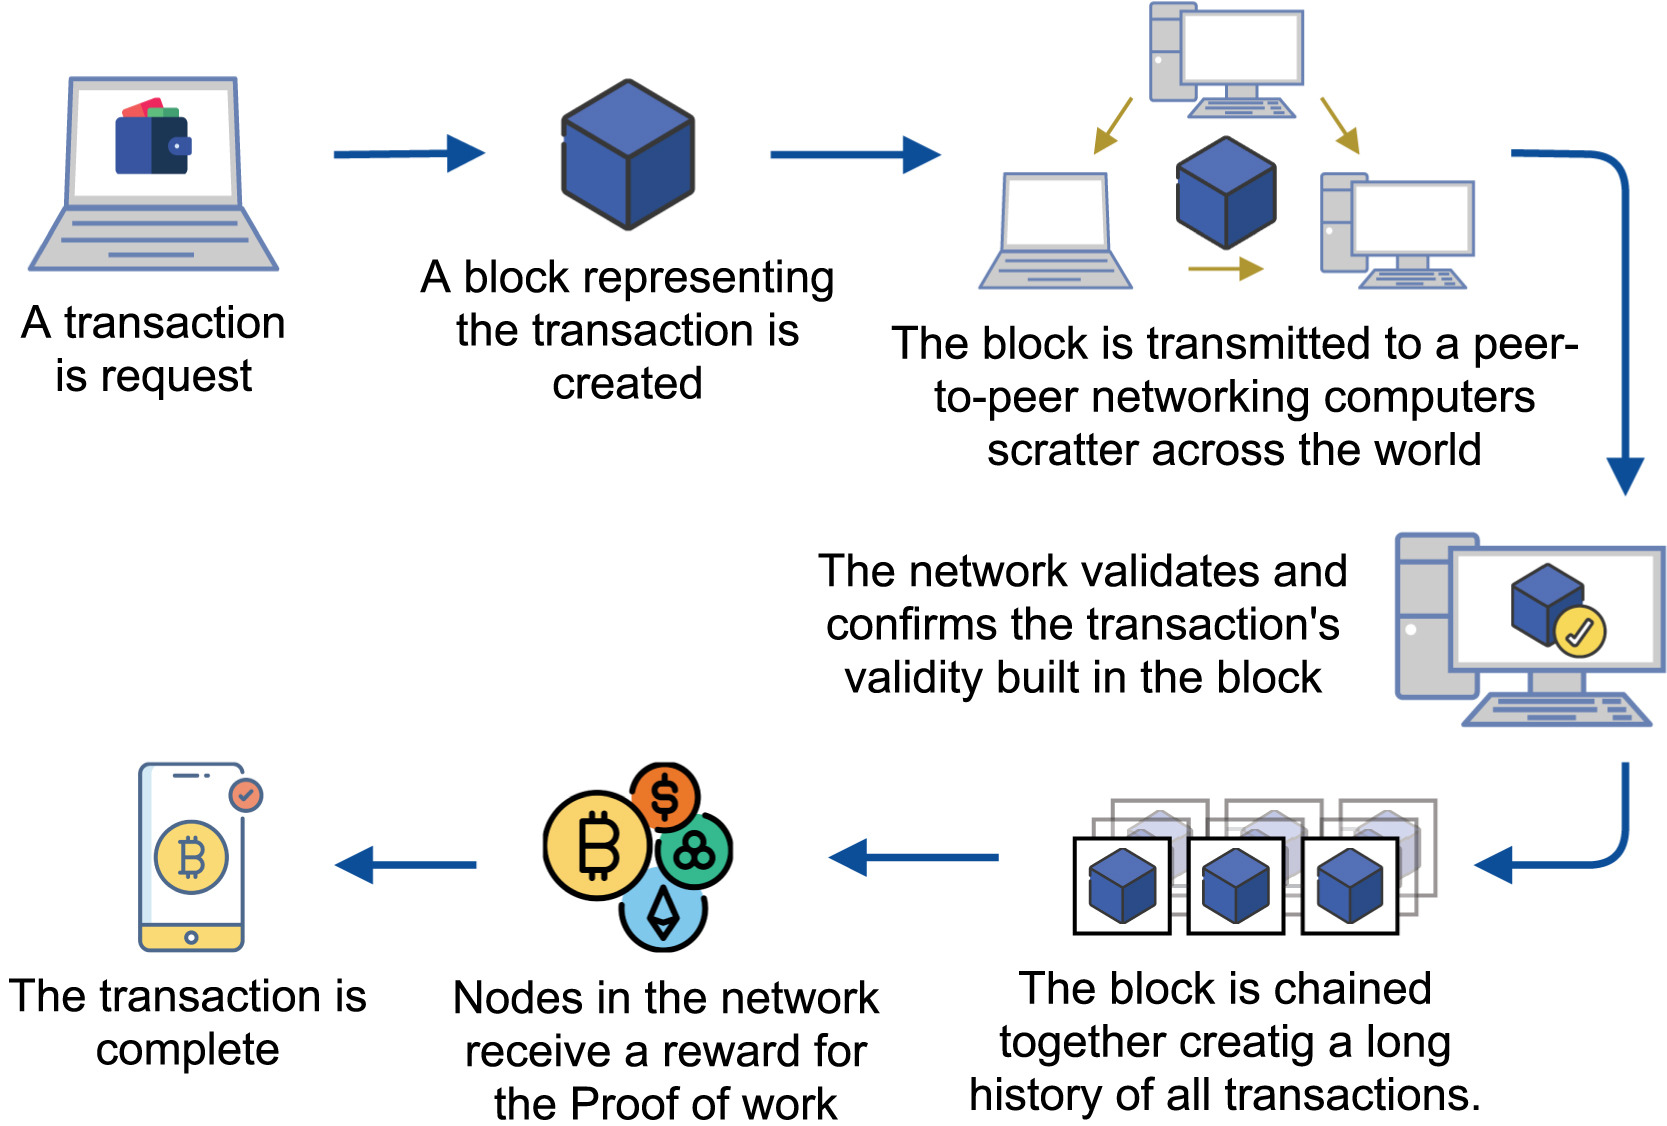 A transaction
is request
A block representing
the transaction is
created
The block is transmitted to a peer-
to-peer networking computers
scratter across the world
The network validates and
confirms the transaction's
validity built in the block
The block is chained
together creatig a long
history of all transactions.
Nodes in the network
receive a reward for
the Proof of work
The transaction is
complete